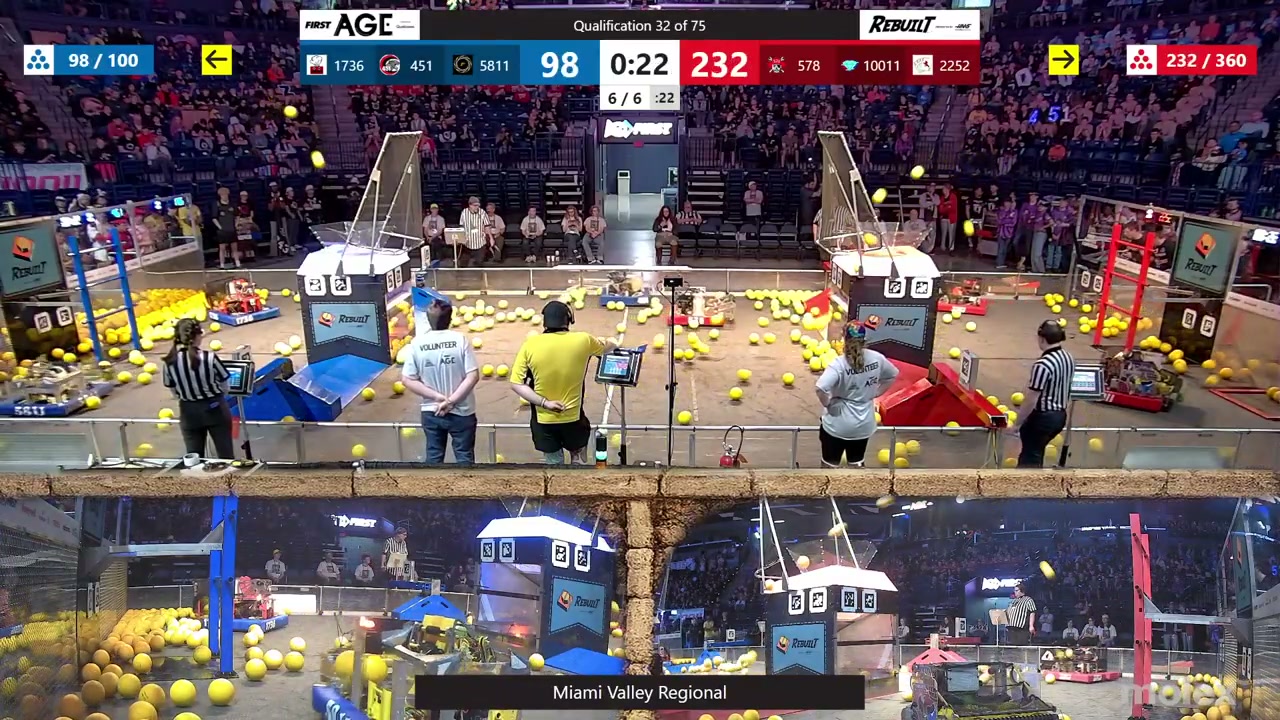 FIRST AGE
Qualification 32 of 75
REBUILT
98 / 100
1736 451 5811 98 0:22 232 578 10011 2252
232 / 360
6 / 6 :22
FIRST
REBUILT
REBUILT
REBUILT
REBUILT
VOLUNTEER
AGE
VOLUNTEER
AGE
5811
FIRST
REBUILT
REBUILT
Miami Valley Regional
molex